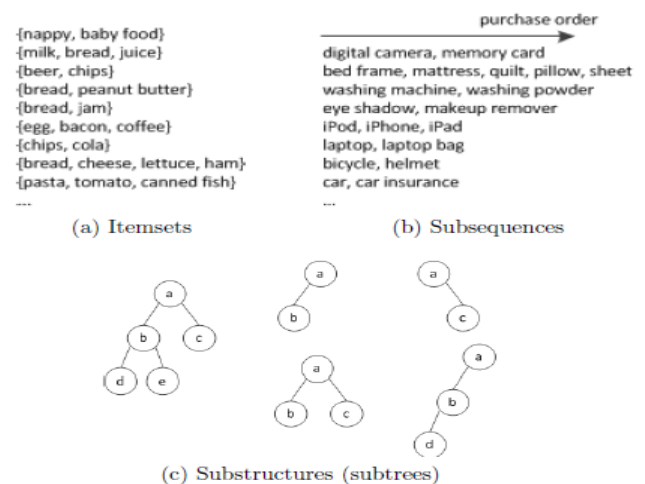 {nappy, baby food}
{milk, bread, juice}
{beer, chips}
{bread, peanut butter}
{bread, jam}
{egg, bacon, coffee}
{chips, cola}
{bread, cheese, lettuce, ham}
{pasta, tomato, canned fish}
...
(a) Itemsets
purchase order
digital camera, memory card
bed frame, mattress, quilt, pillow, sheet
washing machine, washing powder
eye shadow, makeup remover
iPod, iPhone, iPad
laptop, laptop bag
bicycle, helmet
car, car insurance
...
(b) Subsequences
a
b c
d e
a
b
a
c
a
b c
a
b
d
(c) Substructures (subtrees)